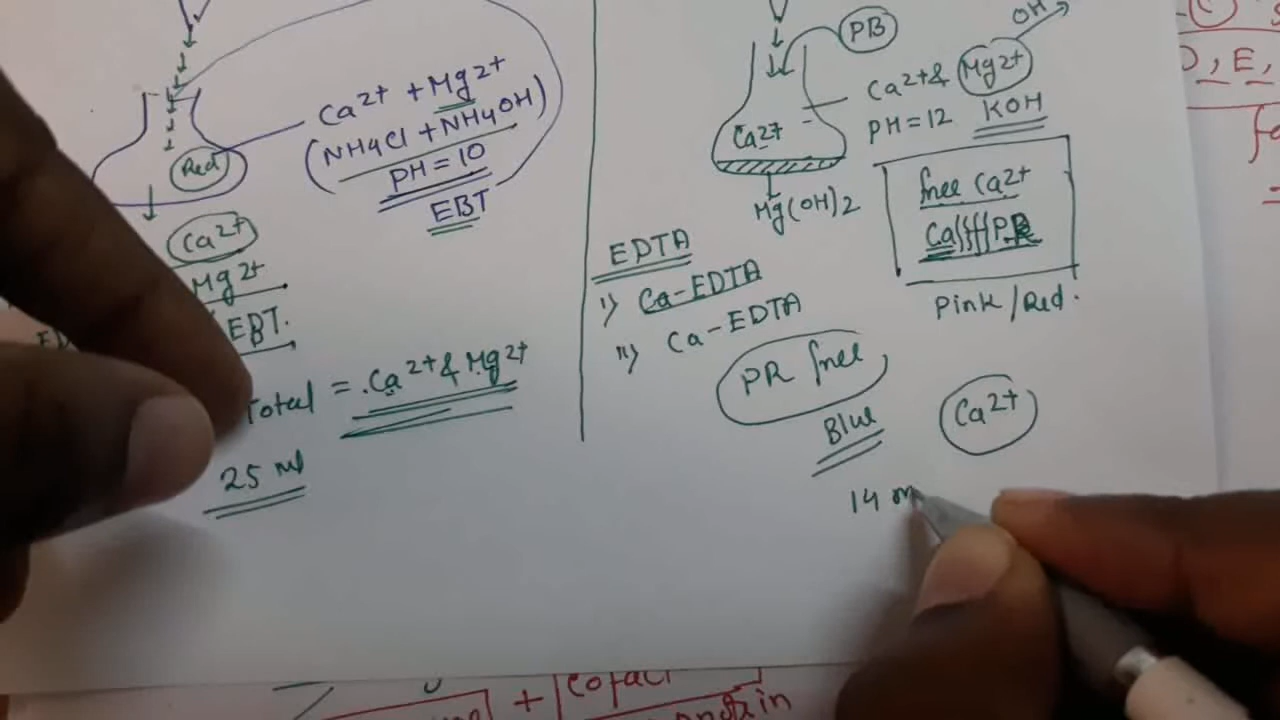 Ca2+ + Mg2+
(NH4Cl + NH4OH)
PH = 10
EBT
Red
Ca2+
Mg2+
EBT.
Total = Ca2+ & Mg2+
25 ml
PB
OH
Ca2+ & Mg2+
PH = 12 KOH
Ca2+
Mg(OH)2
free Ca2+
Pink/Red.
EDTA
i) Ca-EDTA
ii) Ca-EDTA
PR free
Blue
Ca2+
14 m
C
D, E,
+